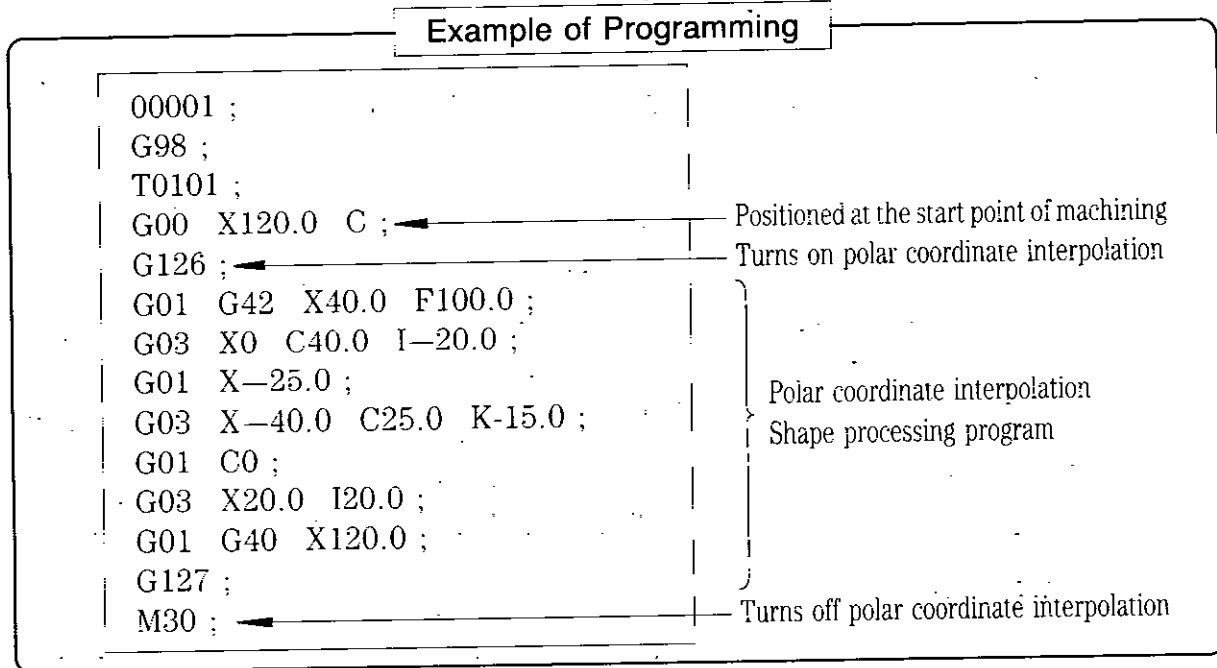 Example of Programming
00001 ;
G98 ;
T0101 ;
G00 X120.0 C ;
Positioned at the start point of machining
G126 ;
Turns on polar coordinate interpolation
G01 G42 X40.0 F100.0 ;
G03 X0 C40.0 I—20.0 ;
G01 X—25.0 ;
G03 X—40.0 C25.0 K-15.0 ;
G01 C0 ;
G03 X20.0 I20.0 ;
G01 G40 X120.0 ;
G127 ;
Polar coordinate interpolation
Shape processing program
M30 ;
Turns off polar coordinate interpolation